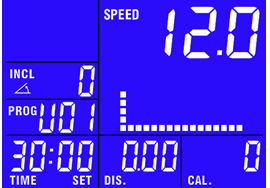 SPEED 12.0
INCL 0
PROG U01
30:00 0.00 0
TIME SET DIS. CAL.